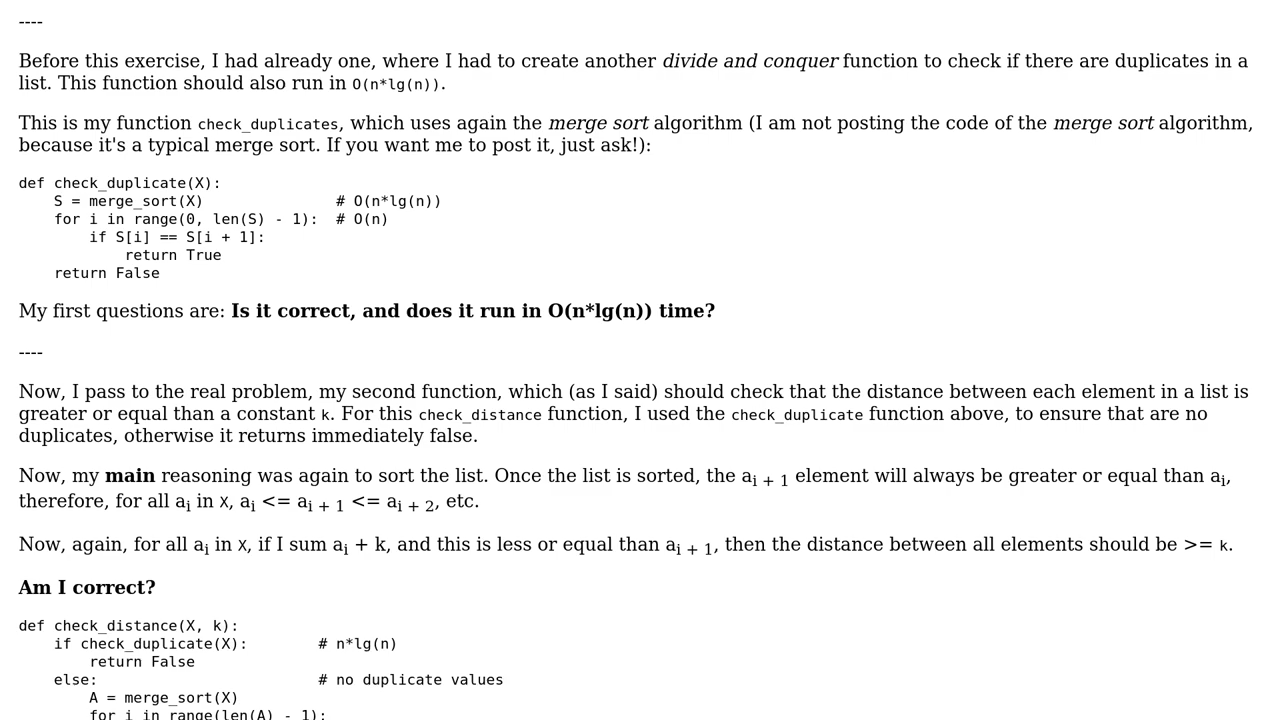 ----
Before this exercise, I had already one, where I had to create another divide and conquer function to check if there are duplicates in a
list. This function should also run in O(n*lg(n)).
This is my function check_duplicates, which uses again the merge sort algorithm (I am not posting the code of the merge sort algorithm,
because it's a typical merge sort. If you want me to post it, just ask!):
def check_duplicate(X):
    S = merge_sort(X)               # O(n*lg(n))
    for i in range(0, len(S) - 1):  # O(n)
        if S[i] == S[i + 1]:
            return True
    return False
My first questions are: Is it correct, and does it run in O(n*lg(n)) time?
----
Now, I pass to the real problem, my second function, which (as I said) should check that the distance between each element in a list is
greater or equal than a constant k. For this check_distance function, I used the check_duplicate function above, to ensure that are no
duplicates, otherwise it returns immediately false.
Now, my main reasoning was again to sort the list. Once the list is sorted, the a i + 1 element will always be greater or equal than a i,
therefore, for all a i in X, a i <= a i + 1 <= a i + 2, etc.
Now, again, for all a i in X, if I sum a i + k, and this is less or equal than a i + 1, then the distance between all elements should be >= k.
Am I correct?
def check_distance(X, k):
    if check_duplicate(X):        # n*lg(n)
        return False
    else:                         # no duplicate values
        A = merge_sort(X)
        for i in range(len(A) - 1):